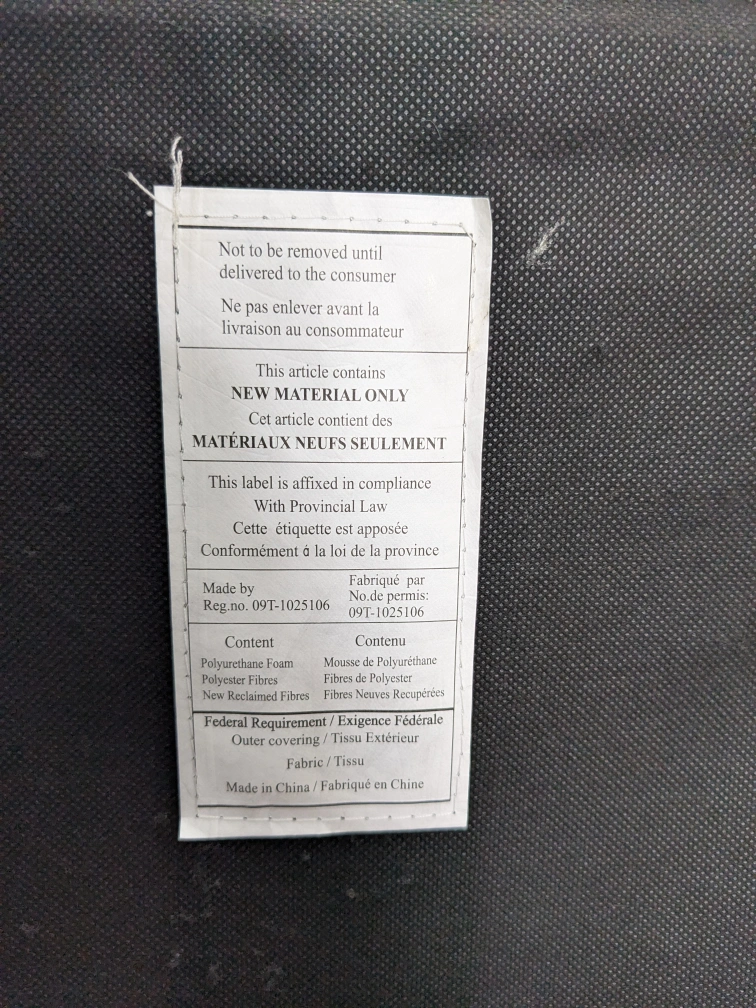 Not to be removed until
delivered to the consumer
Ne pas enlever avant la
livraison au consommateur
This article contains
NEW MATERIAL ONLY
Cet article contient des
MATÉRIAUX NEUFS SEULEMENT
This label is affixed in compliance
With Provincial Law
Cette étiquette est apposée
Conformément á la loi de la province
Made by
Reg.no. 09T-1025106
Fabriqué par
No.de permis:
09T-1025106
Content
Polyurethane Foam
Polyester Fibres
New Reclaimed Fibres
Contenu
Mousse de Polyuréthane
Fibres de Polyester
Fibres Neuves Recupérées
Federal Requirement / Exigence Fédérale
Outer covering / Tissu Extérieur
Fabric / Tissu
Made in China / Fabriqué en Chine